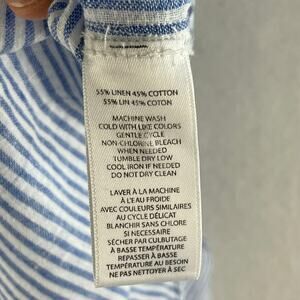 55% LINEN 45% COTTON
55% LIN 45% COTON
MACHINE WASH
COLD WITH LIKE COLORS
GENTLE CYCLE
NON-CHLORINE BLEACH
WHEN NEEDED
TUMBLE DRY LOW
COOL IRON IF NEEDED
DO NOT DRY CLEAN
LAVER À LA MACHINE
À L'EAU FROIDE
AVEC COULEURS SIMILAIRES
AU CYCLE DÉLICAT
BLANCHIR SANS CHLORE
SI NECESSAIRE
SÉCHER PAR CULBUTAGE
À BASSE TEMPÉRATURE
REPASSER À BASSE
TEMPÉRATURE AU BESOIN
NE PAS NETTOYER À SEC